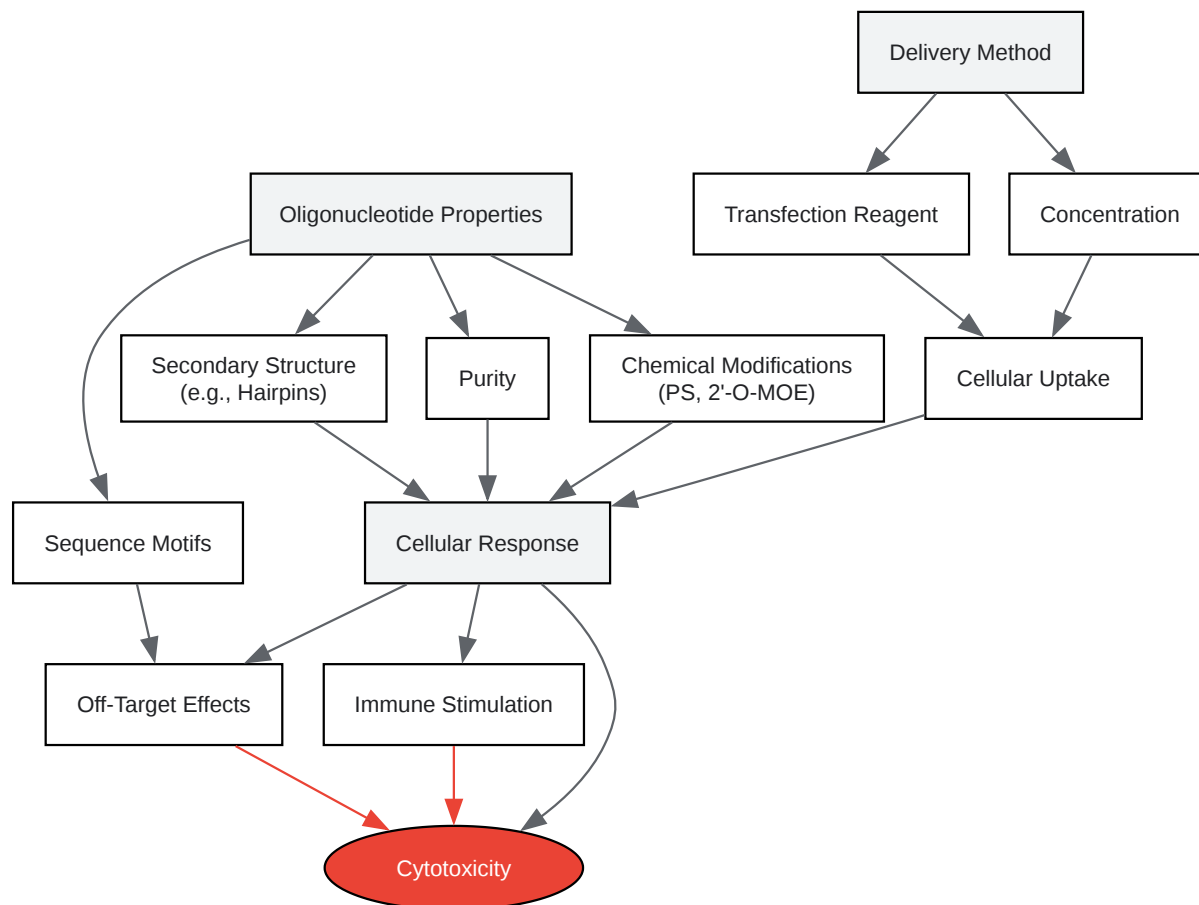 Delivery Method
Oligonucleotide Properties
Transfection Reagent
Concentration
Secondary Structure
(e.g., Hairpins)
Purity
Chemical Modifications
(PS, 2'-O-MOE)
Cellular Uptake
Sequence Motifs
Cellular Response
Off-Target Effects
Immune Stimulation
Cytotoxicity